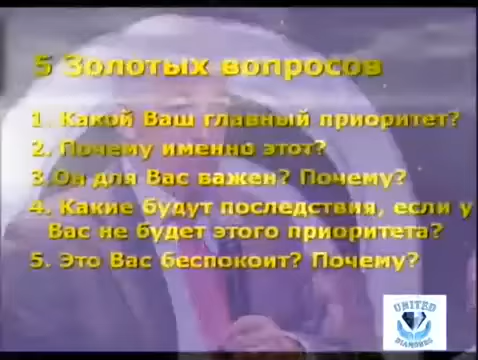 5 Золотых вопросов
1. Какой Ваш главный приоритет?
2. Почему именно этот?
3.Он для Вас важен? Почему?
4. Какие будут последствия, если у
Вас не будет этого приоритета?
5. Это Вас беспокоит? Почему?
UNITED
DIAMONDS